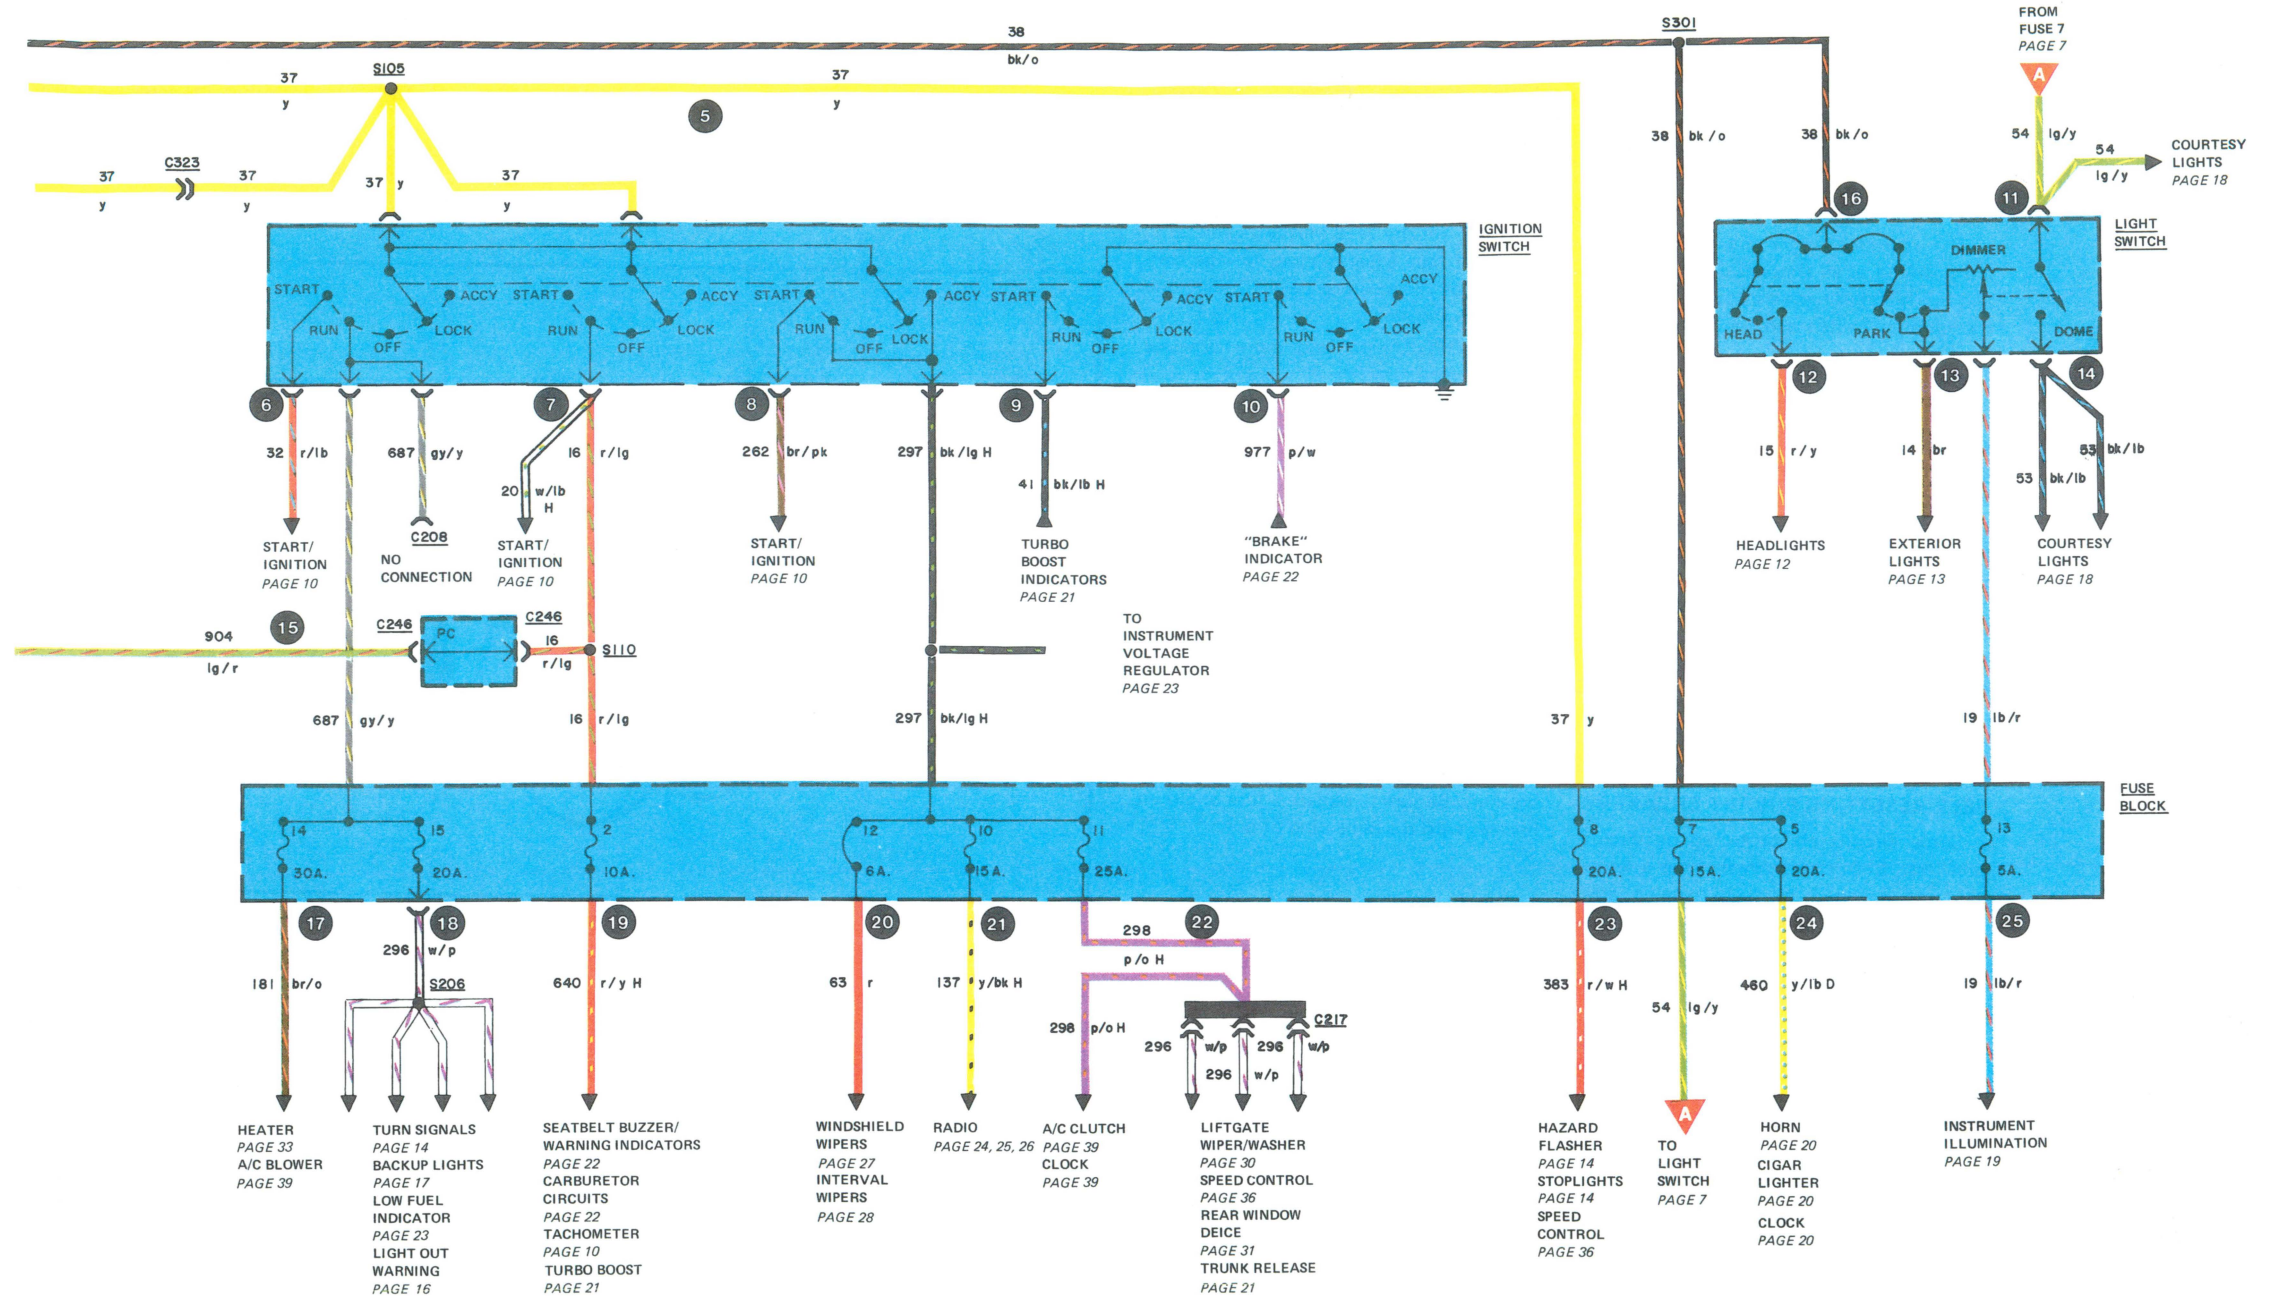 38
bk/o
S301
FROM
FUSE 7
PAGE 7
A
37
y
S105
37
y
5
38 bk/o
38 bk/o
54 lg/y
54
lg/y
COURTESY
LIGHTS
PAGE 18
C323
37
y
37
y
37 y
37
y
16
11
IGNITION
SWITCH
LIGHT
SWITCH
START
RUN
OFF
LOCK
ACCY
START
RUN
OFF
LOCK
ACCY
START
RUN
OFF
LOCK
ACCY
START
RUN
OFF
LOCK
ACCY
START
RUN
OFF
LOCK
ACCY
DIMMER
HEAD
PARK
DOME
6
7
8
9
10
12
13
14
32 r/lb
687 gy/y
16 r/lg
262 br/pk
297 bk/lg H
977 p/w
15 r/y
14 br
53 bk/lb
20 w/lb
H
41 bk/lb H
53 bk/lb
START/
IGNITION
PAGE 10
C208
NO
CONNECTION
START/
IGNITION
PAGE 10
START/
IGNITION
PAGE 10
TURBO
BOOST
INDICATORS
PAGE 21
"BRAKE"
INDICATOR
PAGE 22
HEADLIGHTS
PAGE 12
EXTERIOR
LIGHTS
PAGE 13
COURTESY
LIGHTS
PAGE 18
15
904
lg/r
C246
PC
C246
16
r/lg
S110
TO
INSTRUMENT
VOLTAGE
REGULATOR
PAGE 23
687 gy/y
16 r/lg
297 bk/lg H
37 y
19 lb/r
FUSE
BLOCK
14
30A.
15
20A.
2
10A.
12
6A.
10
15A.
11
25A.
8
20A.
7
15A.
5
20A.
13
5A.
17
18
19
20
21
22
23
24
25
296 w/p
S206
181 br/o
640 r/y H
63 r
137 y/bk H
298
p/o H
298 p/o H
C217
296 w/p
296 w/p
296 w/p
383 r/w H
54 lg/y
460 y/lb D
19 lb/r
HEATER
PAGE 33
A/C BLOWER
PAGE 39
TURN SIGNALS
PAGE 14
BACKUP LIGHTS
PAGE 17
LOW FUEL
INDICATOR
PAGE 23
LIGHT OUT
WARNING
PAGE 16
SEATBELT BUZZER/
WARNING INDICATORS
PAGE 22
CARBURETOR
CIRCUITS
PAGE 22
TACHOMETER
PAGE 10
TURBO BOOST
PAGE 21
WINDSHIELD
WIPERS
PAGE 27
INTERVAL
WIPERS
PAGE 28
RADIO
PAGE 24, 25, 26
A/C CLUTCH
PAGE 39
CLOCK
PAGE 39
LIFTGATE
WIPER/WASHER
PAGE 30
SPEED CONTROL
PAGE 36
REAR WINDOW
DEICE
PAGE 31
TRUNK RELEASE
PAGE 21
HAZARD
FLASHER
PAGE 14
STOPLIGHTS
PAGE 14
SPEED
CONTROL
PAGE 36
A
TO
LIGHT
SWITCH
PAGE 7
HORN
PAGE 20
CIGAR
LIGHTER
PAGE 20
CLOCK
PAGE 20
INSTRUMENT
ILLUMINATION
PAGE 19